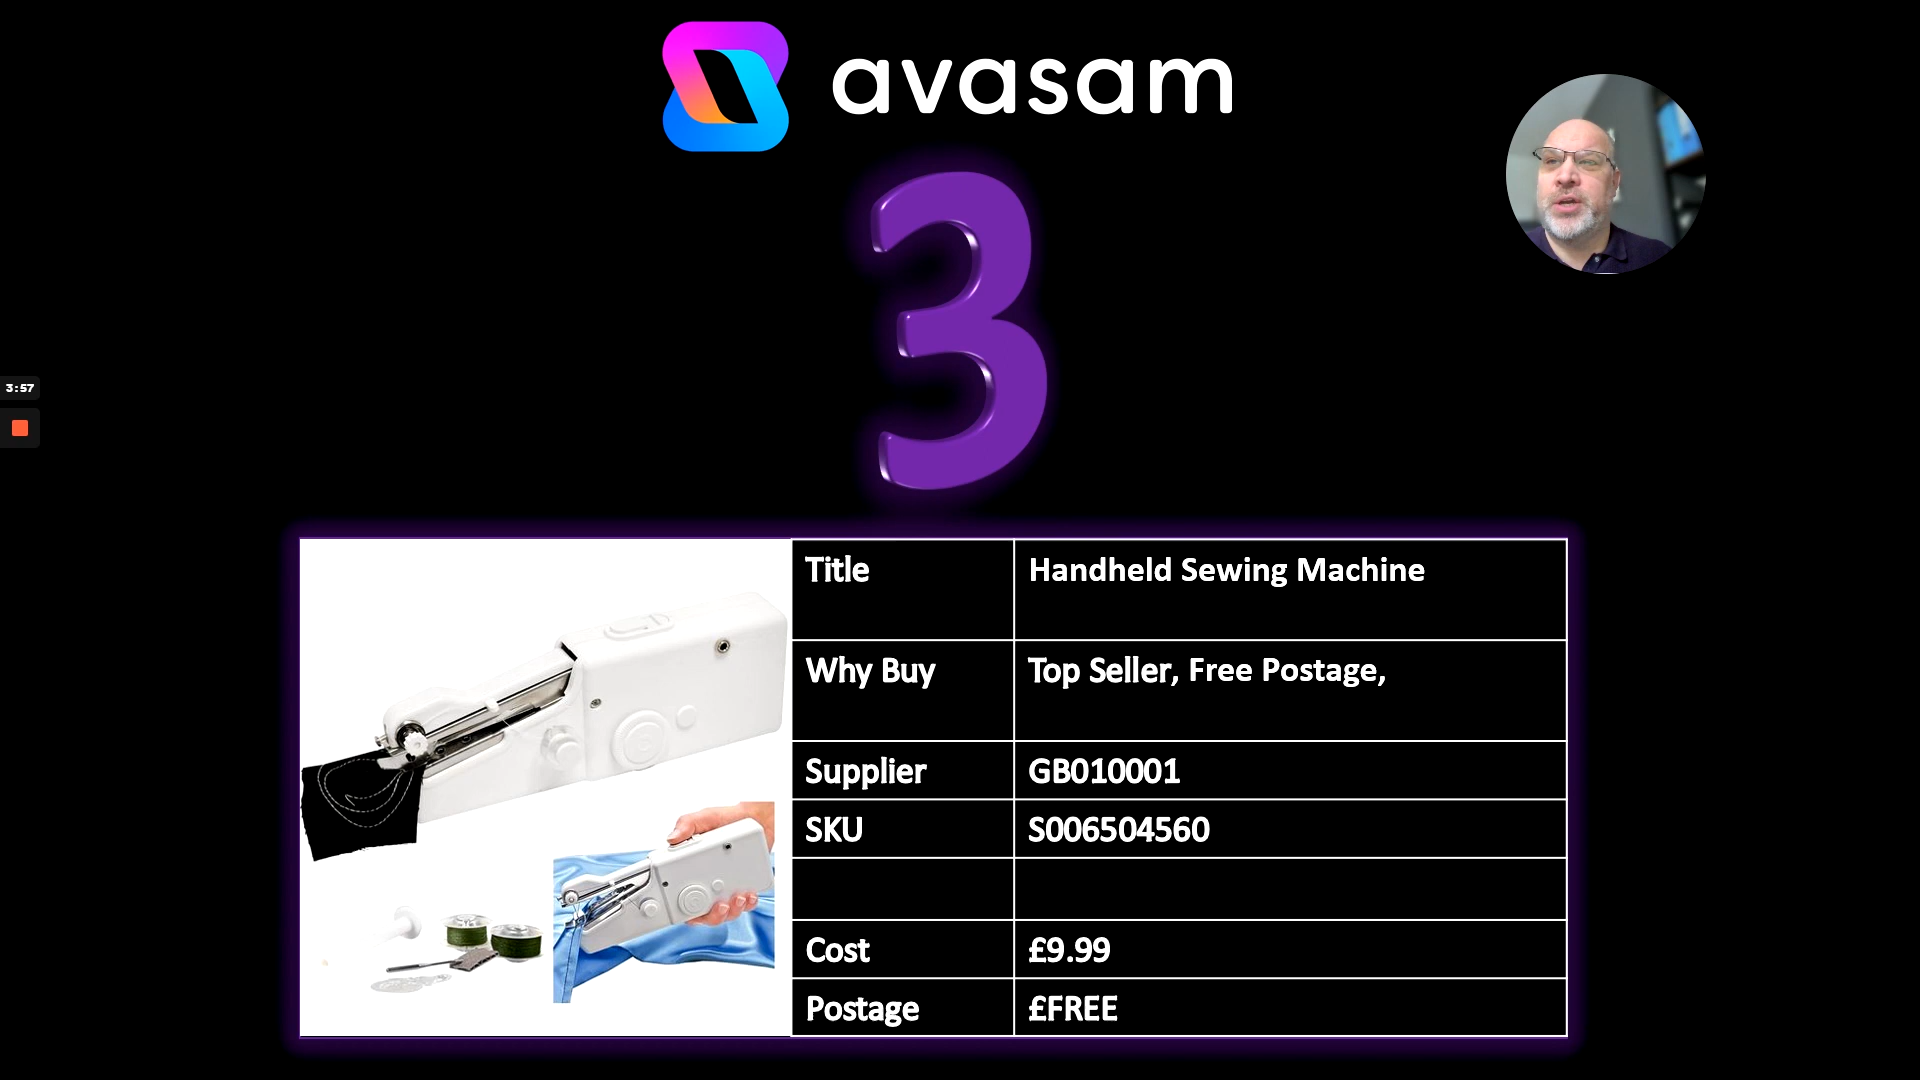 avasam
3
3:57
Title Handheld Sewing Machine
Why Buy Top Seller, Free Postage,
Supplier GB010001
SKU S006504560
Cost £9.99
Postage £FREE